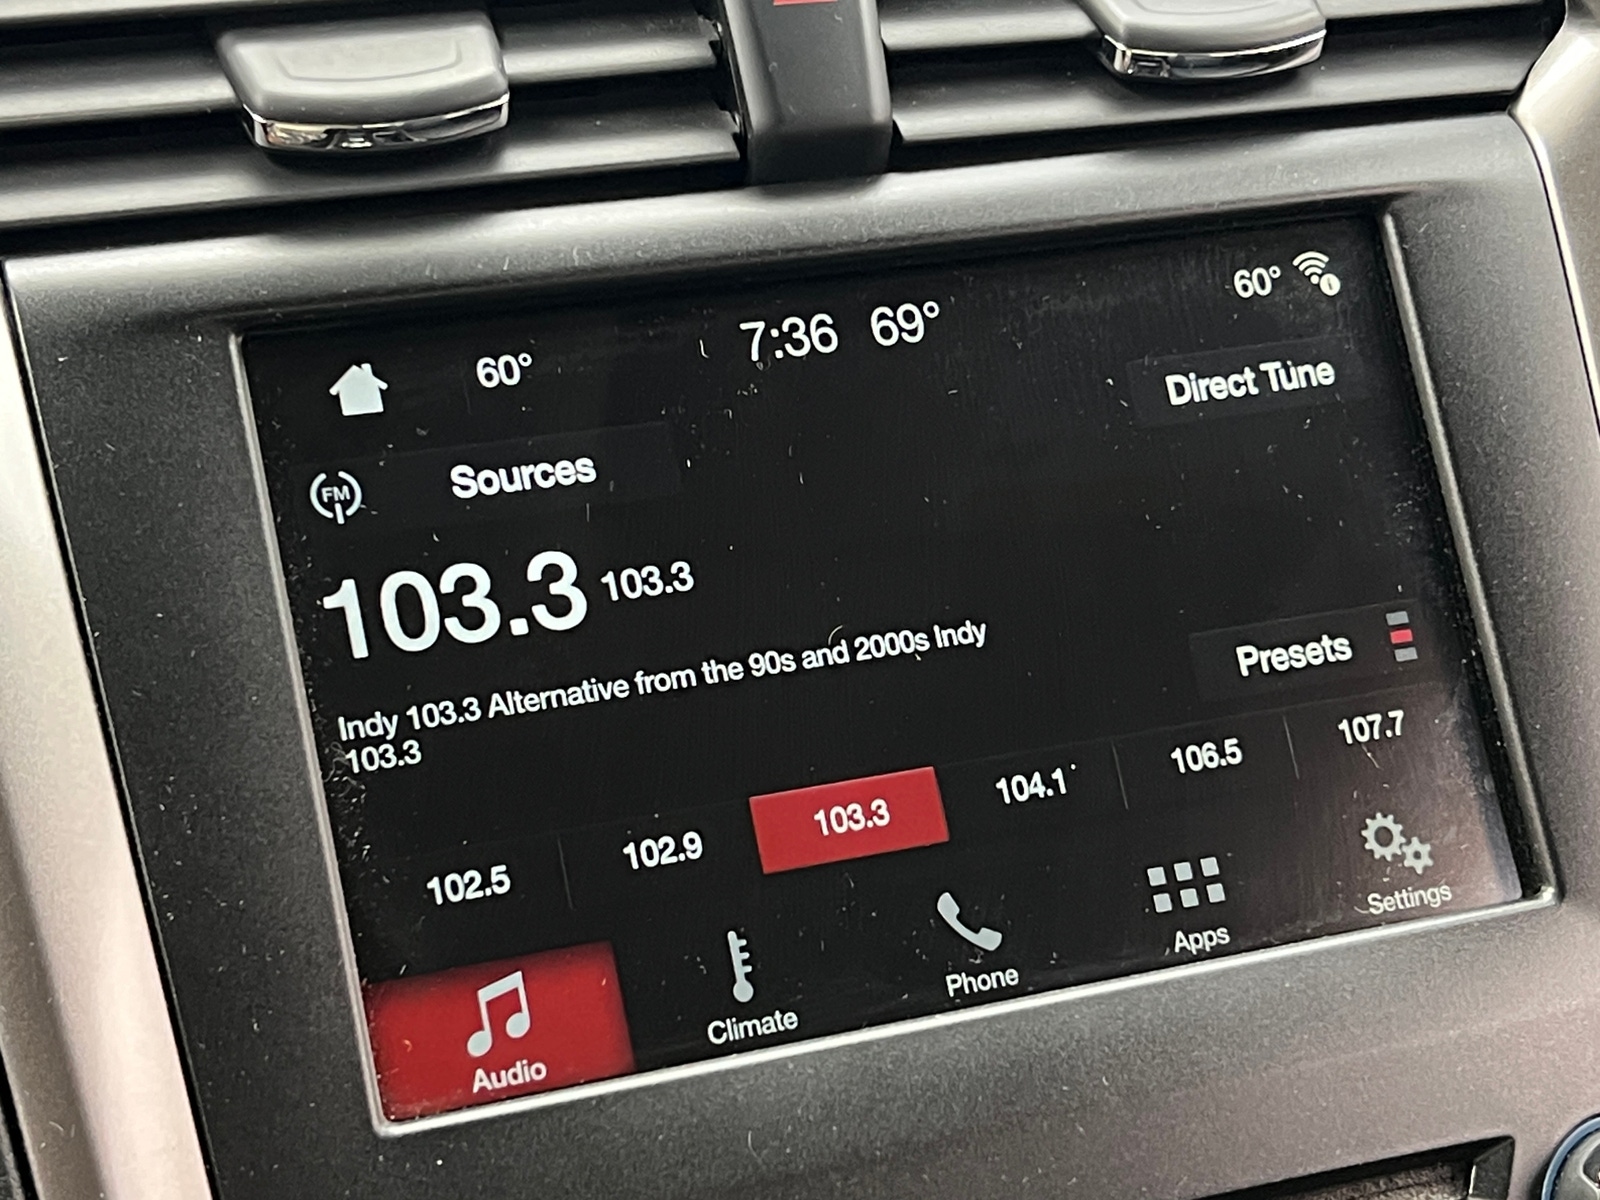 60° 7:36 69° 60°
FM Sources Direct Tune
103.3 103.3
Indy 103.3 Alternative from the 90s and 2000s Indy
103.3
Presets
102.5 102.9 103.3 104.1 106.5 107.7
Audio Climate Phone Apps Settings